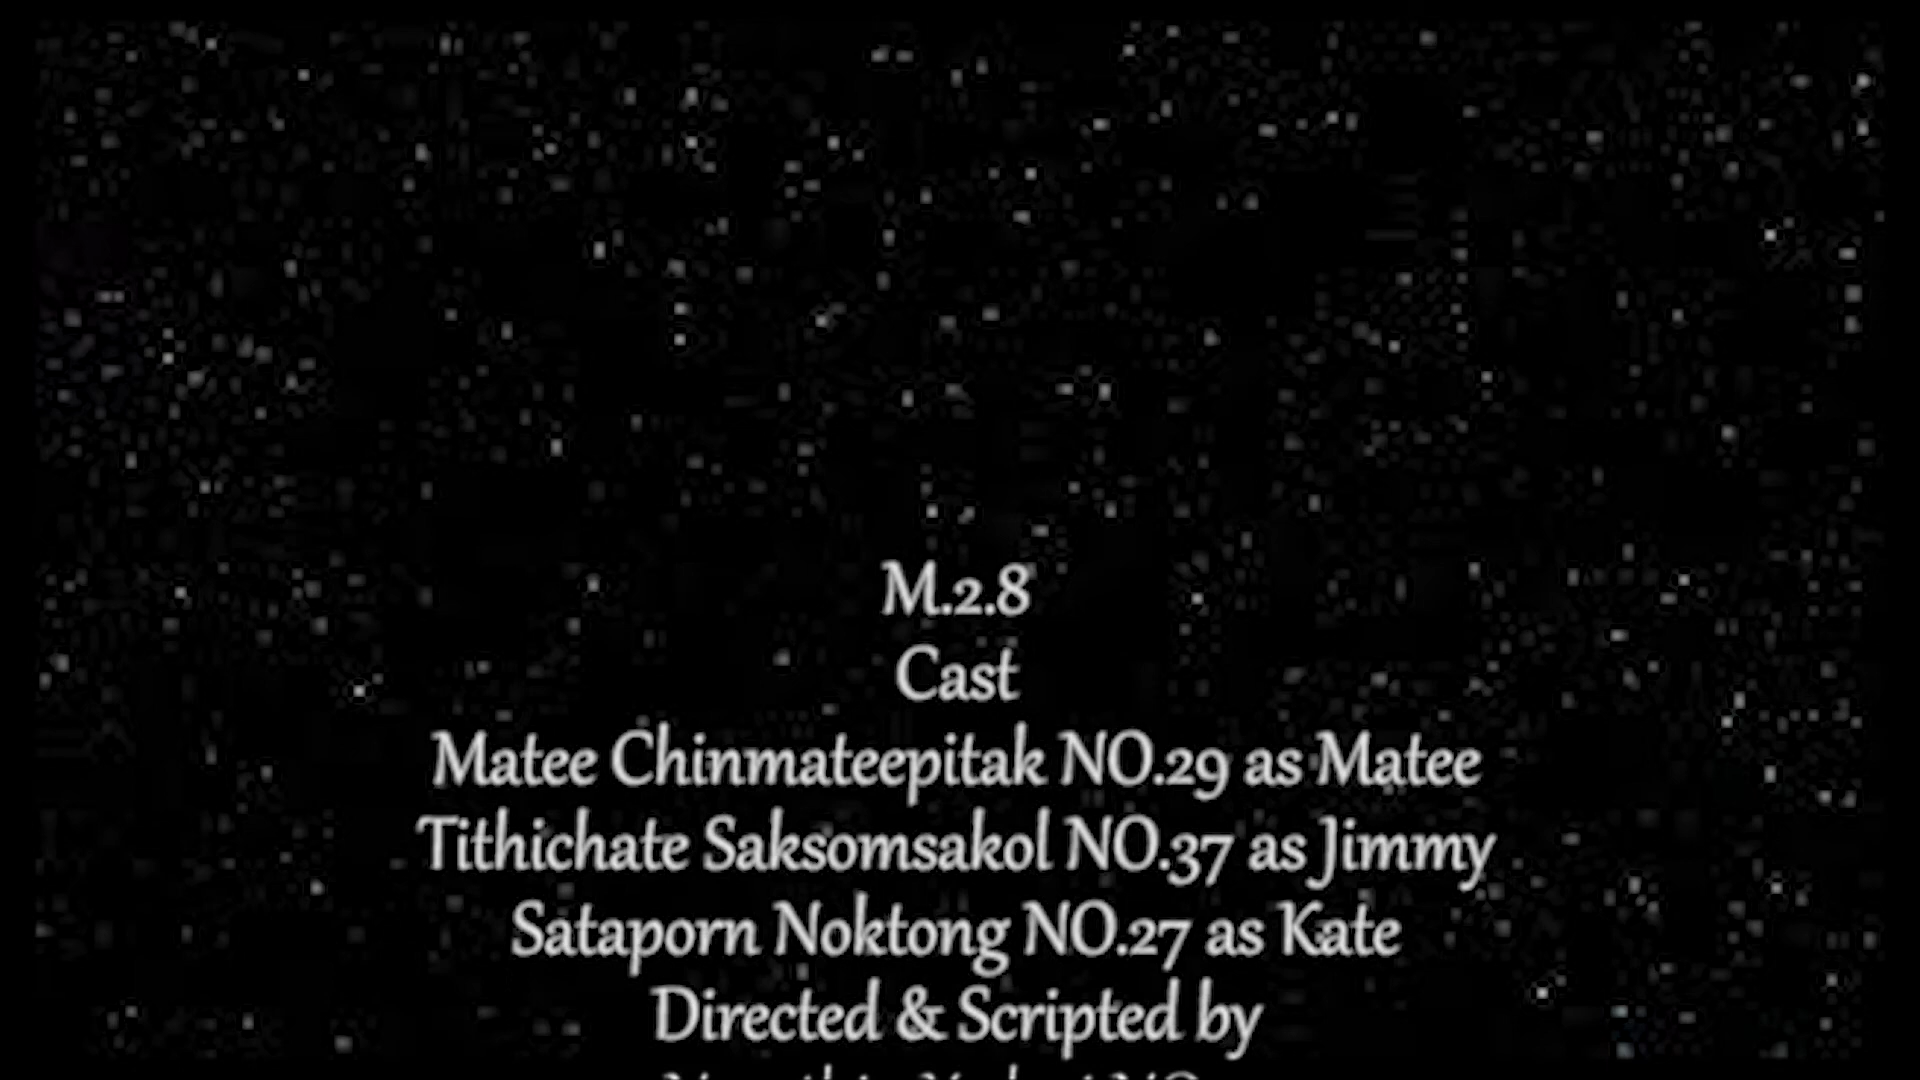 M.2.8
Cast
Matee Chinmateepitak NO.29 as Matee
Tithichate Saksomsakol NO.37 as Jimmy
Sataporn Noktong NO.27 as Kate
Directed & Scripted by